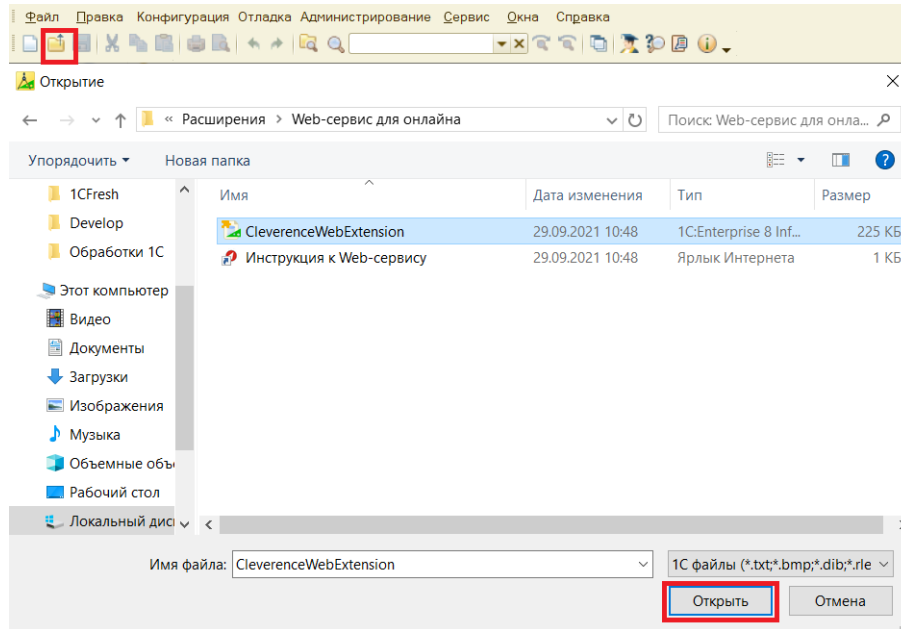 Файл Правка Конфигурация Отладка Администрирование Сервис Окна Справка
Открытие
« Расширения > Web-сервис для онлайна
Поиск: Web-сервис для онла...
Упорядочить Новая папка
Имя Дата изменения Тип Размер
1CFresh
Develop
Обработки 1С
Этот компьютер
Видео
Документы
Загрузки
Изображения
Музыка
Объемные объ
Рабочий стол
Локальный дис
CleverenceWebExtension 29.09.2021 10:48 1C:Enterprise 8 Inf... 225 КБ
Инструкция к Web-сервису 29.09.2021 10:48 Ярлык Интернета 1 КБ
Имя файла: CleverenceWebExtension
1С файлы (*.txt;*.bmp;*.dib;*.rle
Открыть Отмена